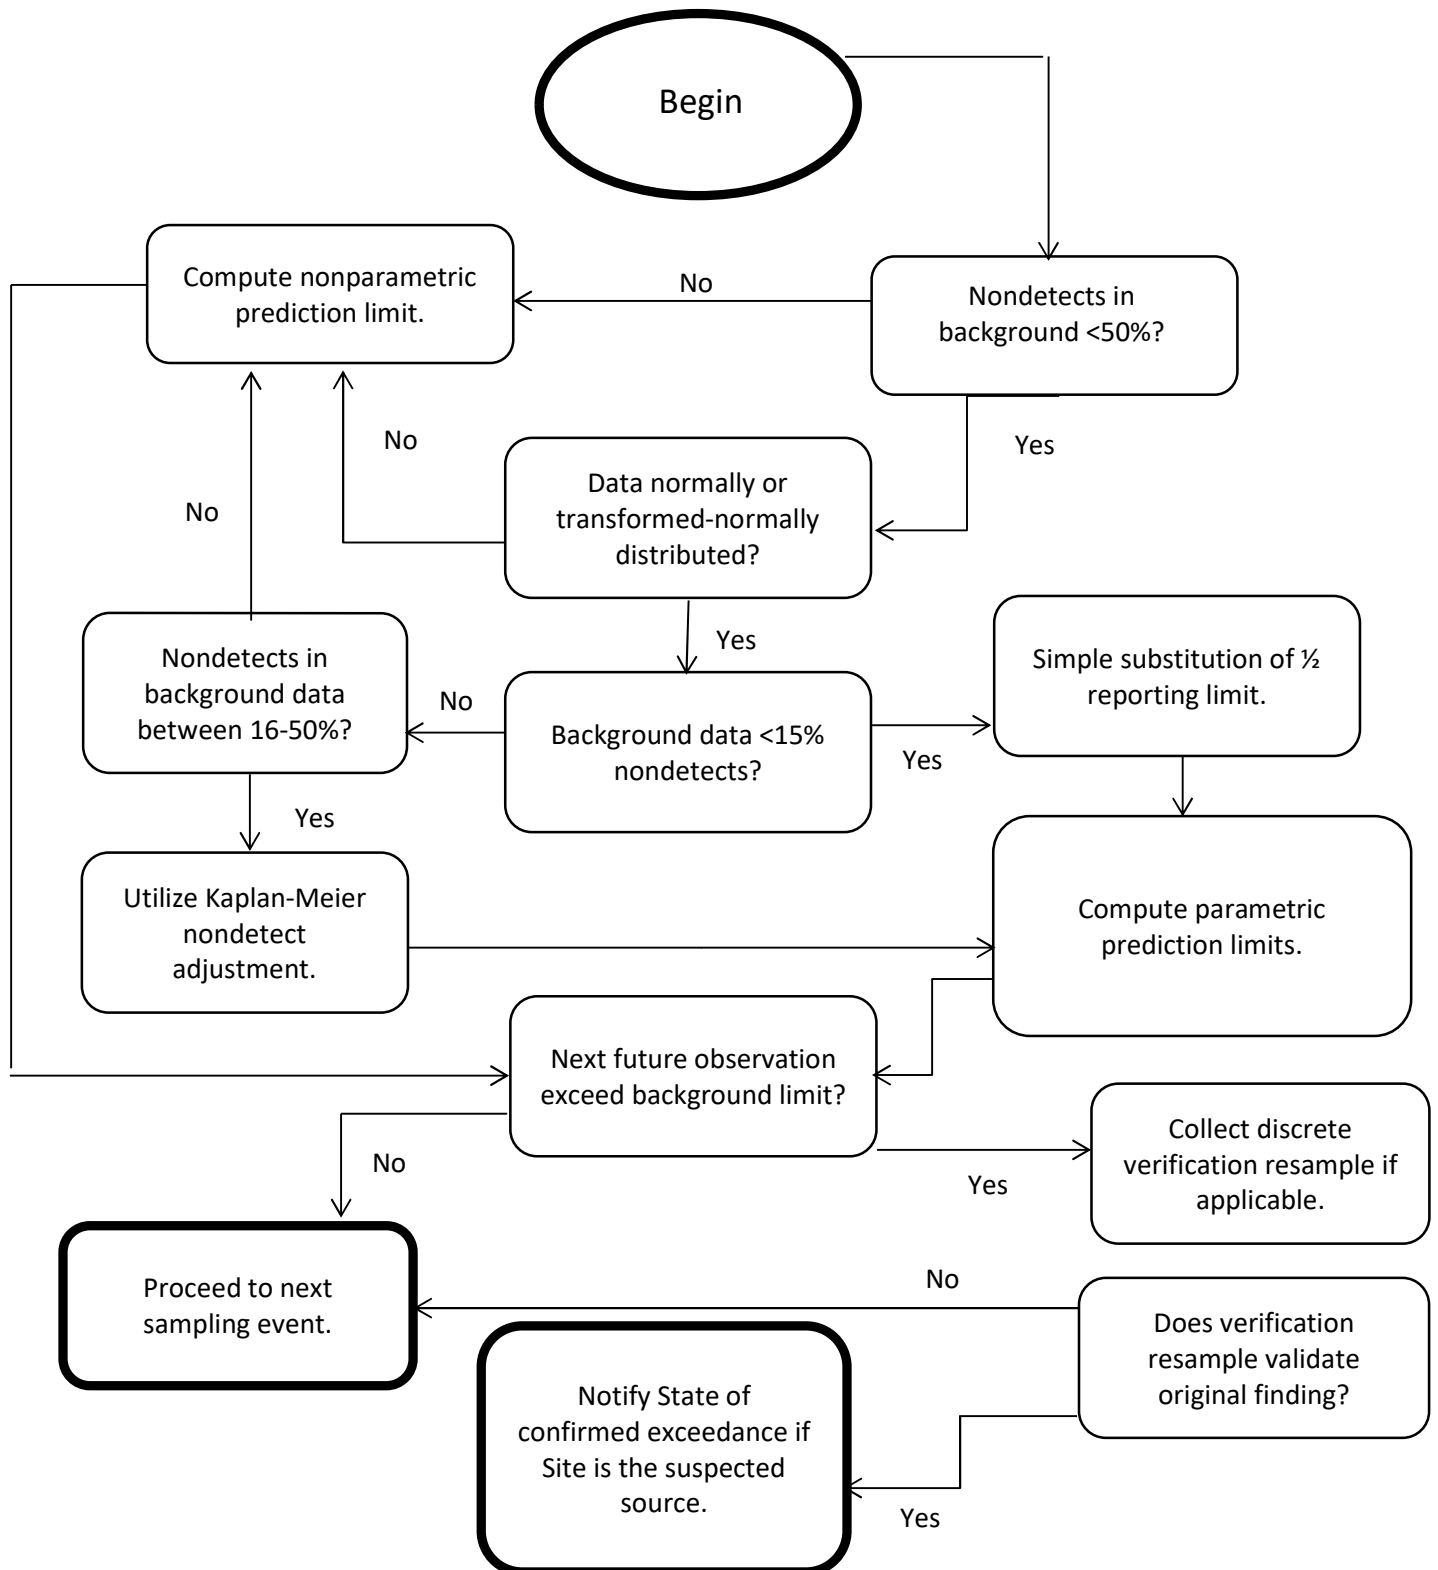 Begin
Compute nonparametric
prediction limit.
No
Nondetects in
background <50%?
No
Yes
Data normally or
transformed-normally
distributed?
No
Yes
Nondetects in
background data
between 16-50%?
No
Background data <15%
nondetects?
Yes
Simple substitution of ½
reporting limit.
Yes
Utilize Kaplan-Meier
nondetect
adjustment.
Compute parametric
prediction limits.
Next future observation
exceed background limit?
No
Yes
Collect discrete
verification resample if
applicable.
Proceed to next
sampling event.
No
Does verification
resample validate
original finding?
Notify State of
confirmed exceedance if
Site is the suspected
source.
Yes